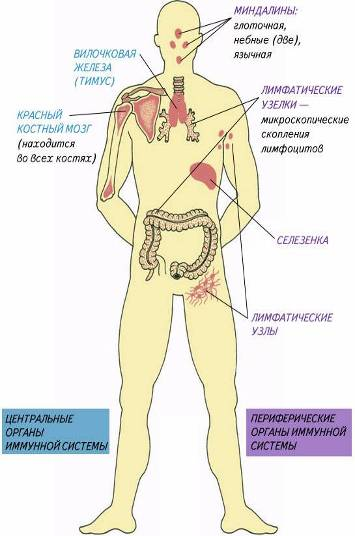 МИНДАЛИНЫ:
глоточная,
небные (две),
язычная
ВИЛОЧКОВАЯ
ЖЕЛЕЗА
(ТИМУС)
ЛИМФАТИЧЕСКИЕ
УЗЕЛКИ —
микроскопические
скопления
лимфоцитов
КРАСНЫЙ
КОСТНЫЙ МОЗГ
(находится
во всех костях)
СЕЛЕЗЕНКА
ЛИМФАТИЧЕСКИЕ
УЗЛЫ
ЦЕНТРАЛЬНЫЕ
ОРГАНЫ
ИММУННОЙ СИСТЕМЫ
ПЕРИФЕРИЧЕСКИЕ
ОРГАНЫ ИММУННОЙ
СИСТЕМЫ